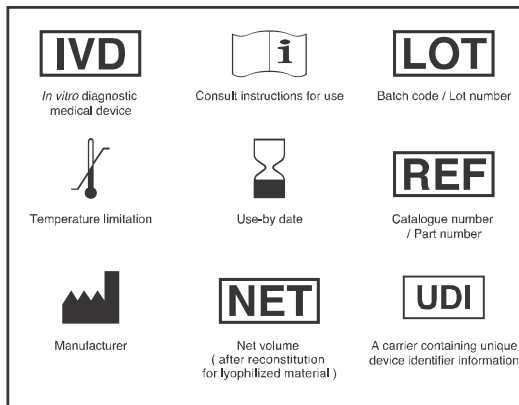 IVD
In vitro diagnostic
medical device
i
Consult instructions for use
LOT
Batch code / Lot number
Temperature limitation
Use-by date
REF
Catalogue number
/ Part number
Manufacturer
NET
Net volume
( after reconstitution
for lyophilized material )
UDI
A carrier containing unique
device identifier information